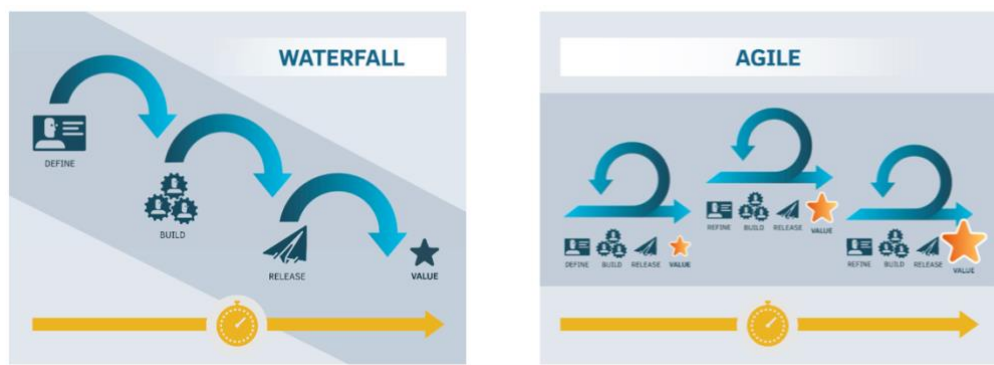 WATERFALL
DEFINE
BUILD
RELEASE
VALUE
AGILE
DEFINE BUILD RELEASE VALUE
REFINE BUILD RELEASE VALUE
REFINE BUILD RELEASE VALUE